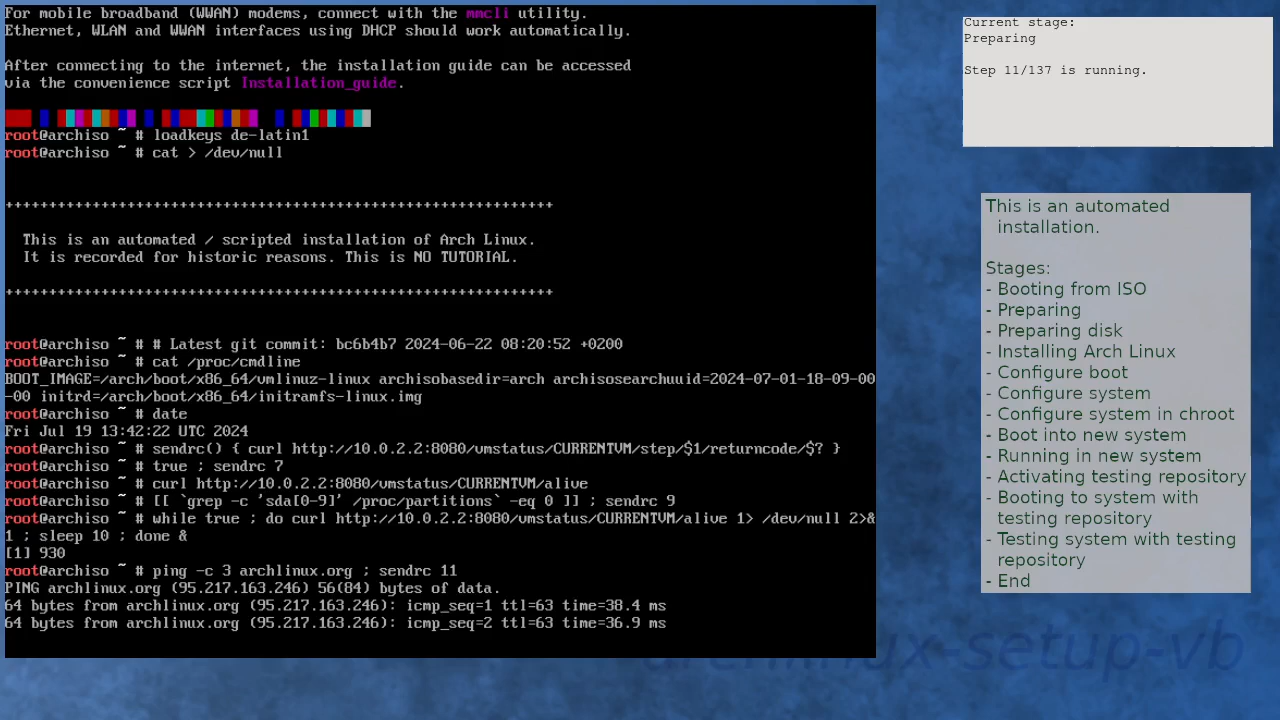 For mobile broadband (WWAN) modems, connect with the mmcli utility.
Ethernet, WLAN and WWAN interfaces using DHCP should work automatically.
After connecting to the internet, the installation guide can be accessed
via the convenience script Installation_guide.
root@archiso ~ # loadkeys de-latin1
root@archiso ~ # cat > /dev/null
+++++++++++++++++++++++++++++++++++++++++++++++++++++++++++++++
This is an automated / scripted installation of Arch Linux.
It is recorded for historic reasons. This is NO TUTORIAL.
+++++++++++++++++++++++++++++++++++++++++++++++++++++++++++++++
root@archiso ~ # # Latest git commit: bc6b4b7 2024-06-22 08:20:52 +0200
root@archiso ~ # cat /proc/cmdline
BOOT_IMAGE=/arch/boot/x86_64/vmlinuz-linux archisobasedir=arch archisosearchuuid=2024-07-01-18-09-00
-00 initrd=/arch/boot/x86_64/initramfs-linux.img
root@archiso ~ # date
Fri Jul 19 13:42:22 UTC 2024
root@archiso ~ # sendrc() { curl http://10.0.2.2:8080/vmstatus/CURRENTVM/step/$1/returncode/$? }
root@archiso ~ # true ; sendrc 7
root@archiso ~ # curl http://10.0.2.2:8080/vmstatus/CURRENTVM/alive
root@archiso ~ # [[ `grep -c 'sda[0-9]' /proc/partitions` -eq 0 ]] ; sendrc 9
root@archiso ~ # while true ; do curl http://10.0.2.2:8080/vmstatus/CURRENTVM/alive 1> /dev/null 2>&
1 ; sleep 10 ; done &
[1] 930
root@archiso ~ # ping -c 3 archlinux.org ; sendrc 11
PING archlinux.org (95.217.163.246) 56(84) bytes of data.
64 bytes from archlinux.org (95.217.163.246): icmp_seq=1 ttl=63 time=38.4 ms
64 bytes from archlinux.org (95.217.163.246): icmp_seq=2 ttl=63 time=36.9 ms
Current stage:
Preparing
Step 11/137 is running.
This is an automated
installation.
Stages:
- Booting from ISO
- Preparing
- Preparing disk
- Installing Arch Linux
- Configure boot
- Configure system
- Configure system in chroot
- Boot into new system
- Running in new system
- Activating testing repository
- Booting to system with
testing repository
- Testing system with testing
repository
- End
archlinux-setup-vb